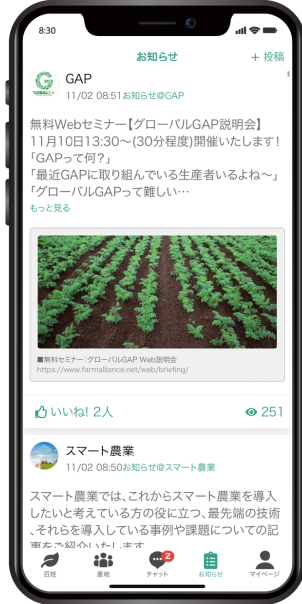 8:30
お知らせ
+ 投稿
GAP
11/02 08:51お知らせ@GAP
無料Webセミナー【グローバルGAP説明会】
11月10日13:30〜(30分程度)開催いたします!
「GAPって何?」
「最近GAPに取り組んでいる生産者いるよね〜」
「グローバルGAPって難しい…
もっと見る
■無料セミナー:グローバルGAP Web説明会
https://www.farmalliance.net/web/briefing/
いいね! 2人
251
スマート農業
11/02 08:50お知らせ@スマート農業
スマート農業では、これからスマート農業を導入
したいと考えている方の役に立つ、最先端の技術
、それらを導入している事例や課題についての記
事をご紹介いたします
2
百姓
産地
チャット
お知らせ
マイページ